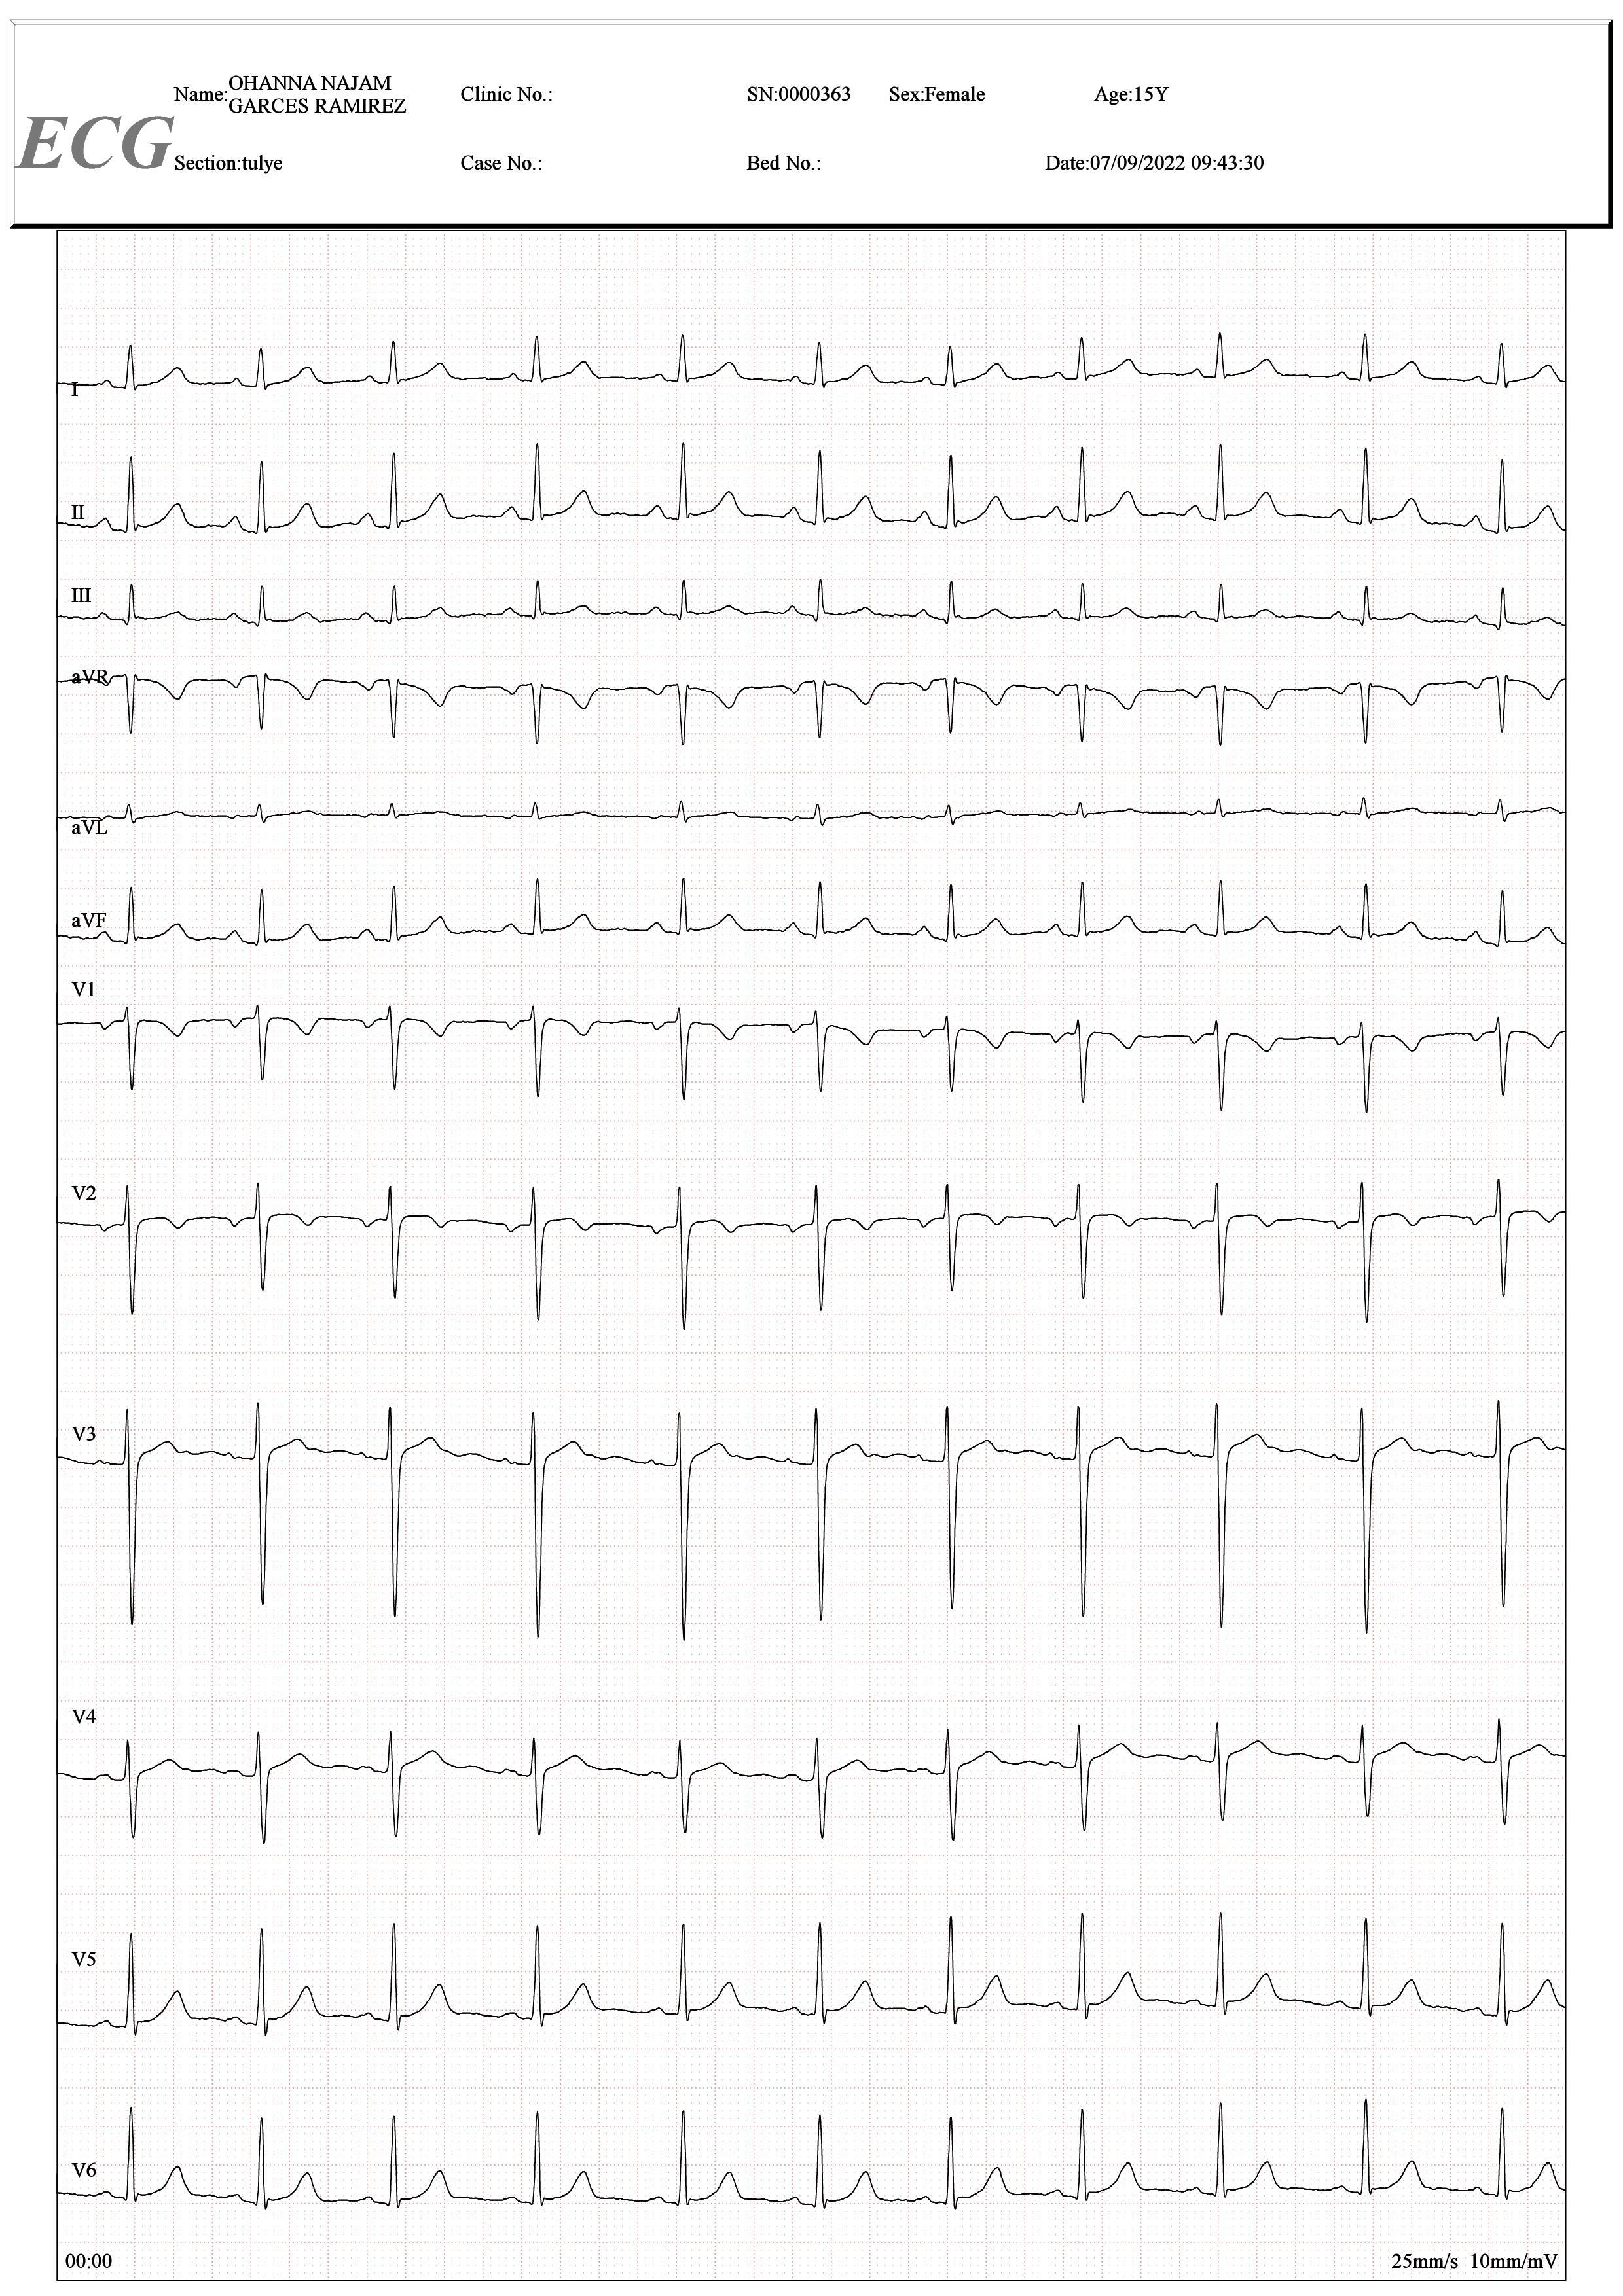 ECG
Name:OHANNA NAJAM GARCES RAMIREZ Clinic No.: SN:0000363 Sex:Female Age:15Y
Section:tulye Case No.: Bed No.: Date:07/09/2022 09:43:30
I
II
III
aVR
aVL
aVF
V1
V2
V3
V4
V5
V6
00:00 25mm/s 10mm/mV